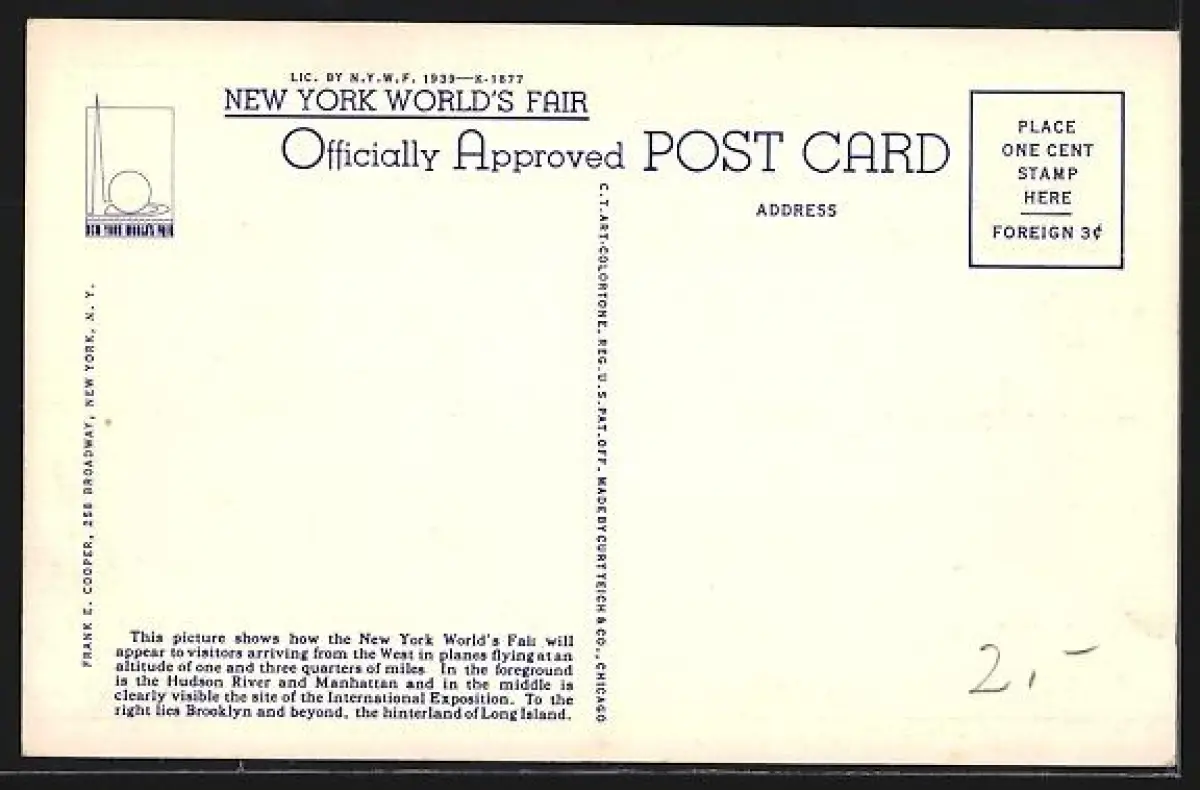 LIC. BY N.Y.W.F. 1939—X-1877
NEW YORK WORLD'S FAIR
Officially Approved POST CARD
PLACE
ONE CENT
STAMP
HERE
FOREIGN 3¢
ADDRESS
NEW YORK WORLD'S FAIR
FRANK E. COOPER, 258 BROADWAY, NEW YORK, N. Y.
C.T. ART-COLORTONE. REG. U.S. PAT. OFF. MADE BY CURT TEICH & CO., CHICAGO
This picture shows how the New York World's Fair will
appear to visitors arriving from the West in planes flying at an
altitude of one and three quarters of miles In the foreground
is the Hudson River and Manhattan and in the middle is
clearly visible the site of the International Exposition. To the
right lies Brooklyn and beyond, the hinterland of Long Island.
2,-